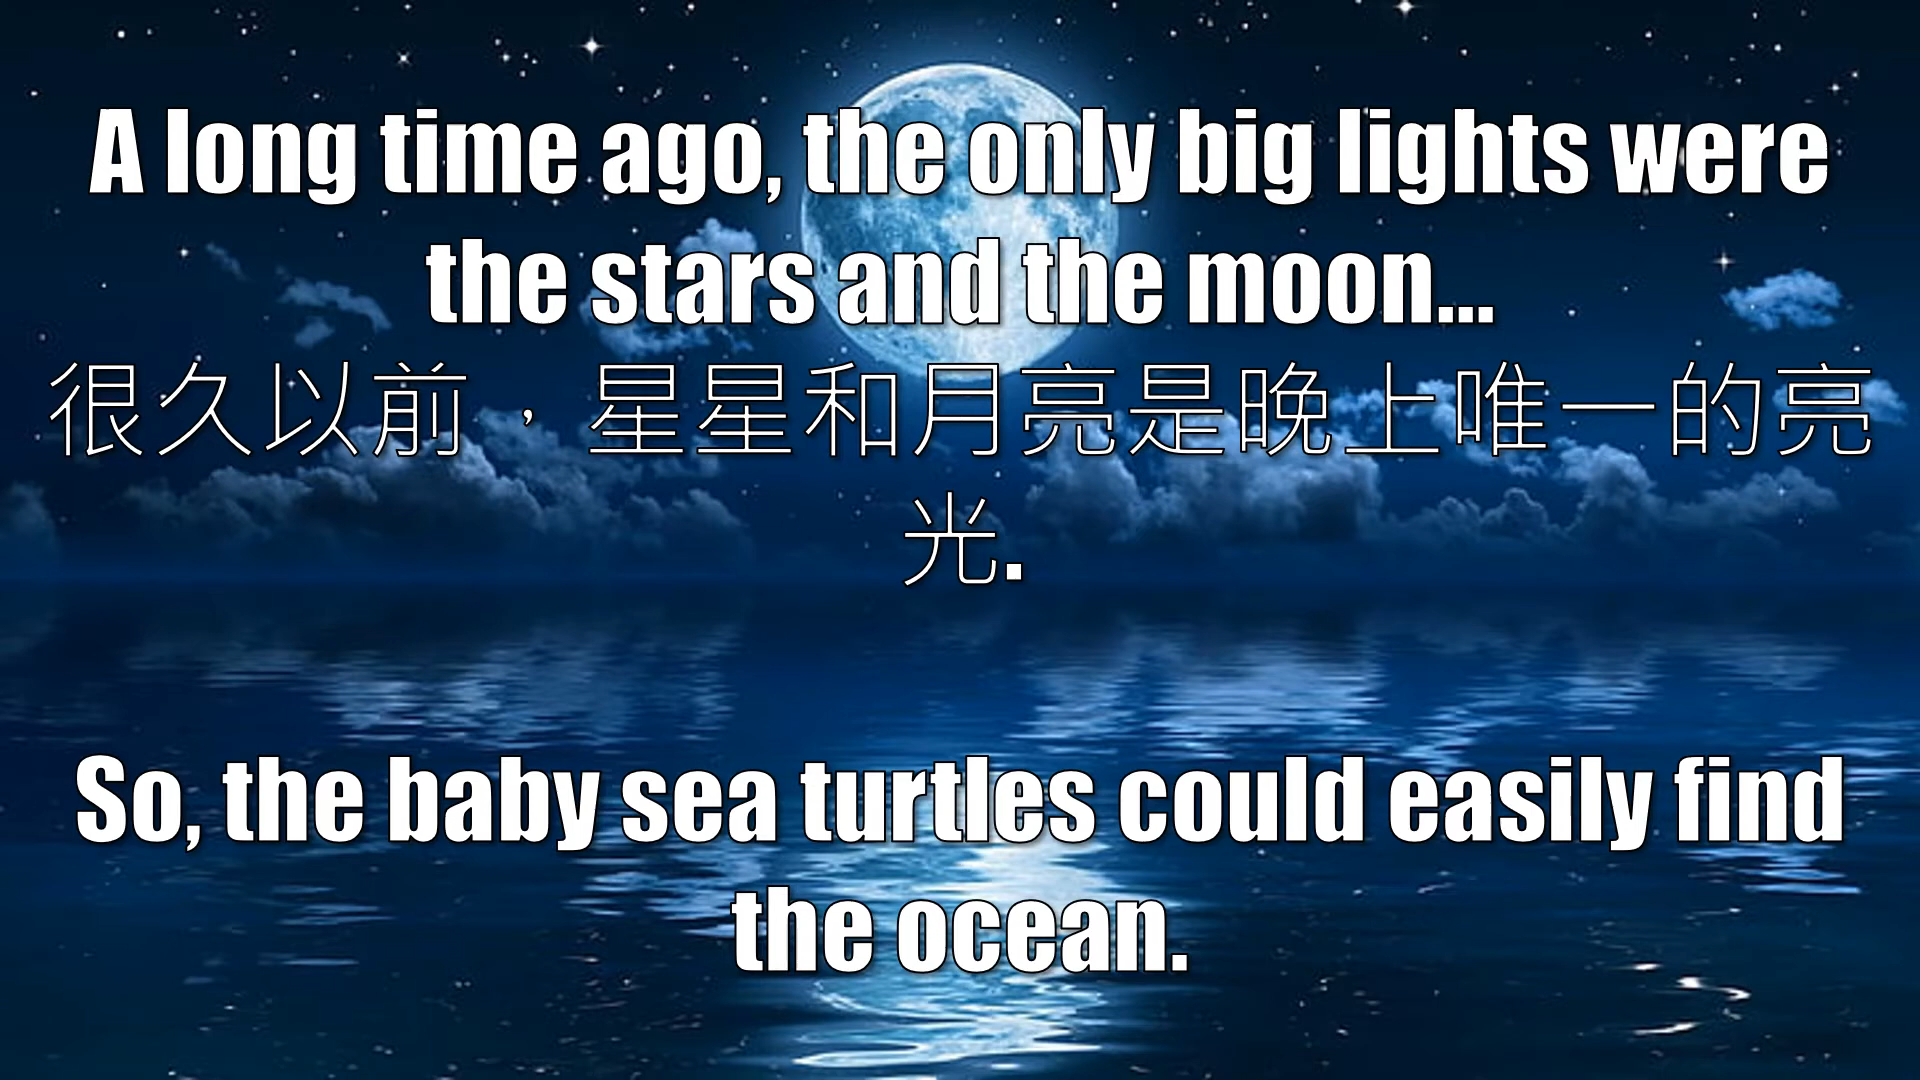 A long time ago, the only big lights were
the stars and the moon...
很久以前，星星和月亮是晚上唯一的亮
光.
So, the baby sea turtles could easily find
the ocean.